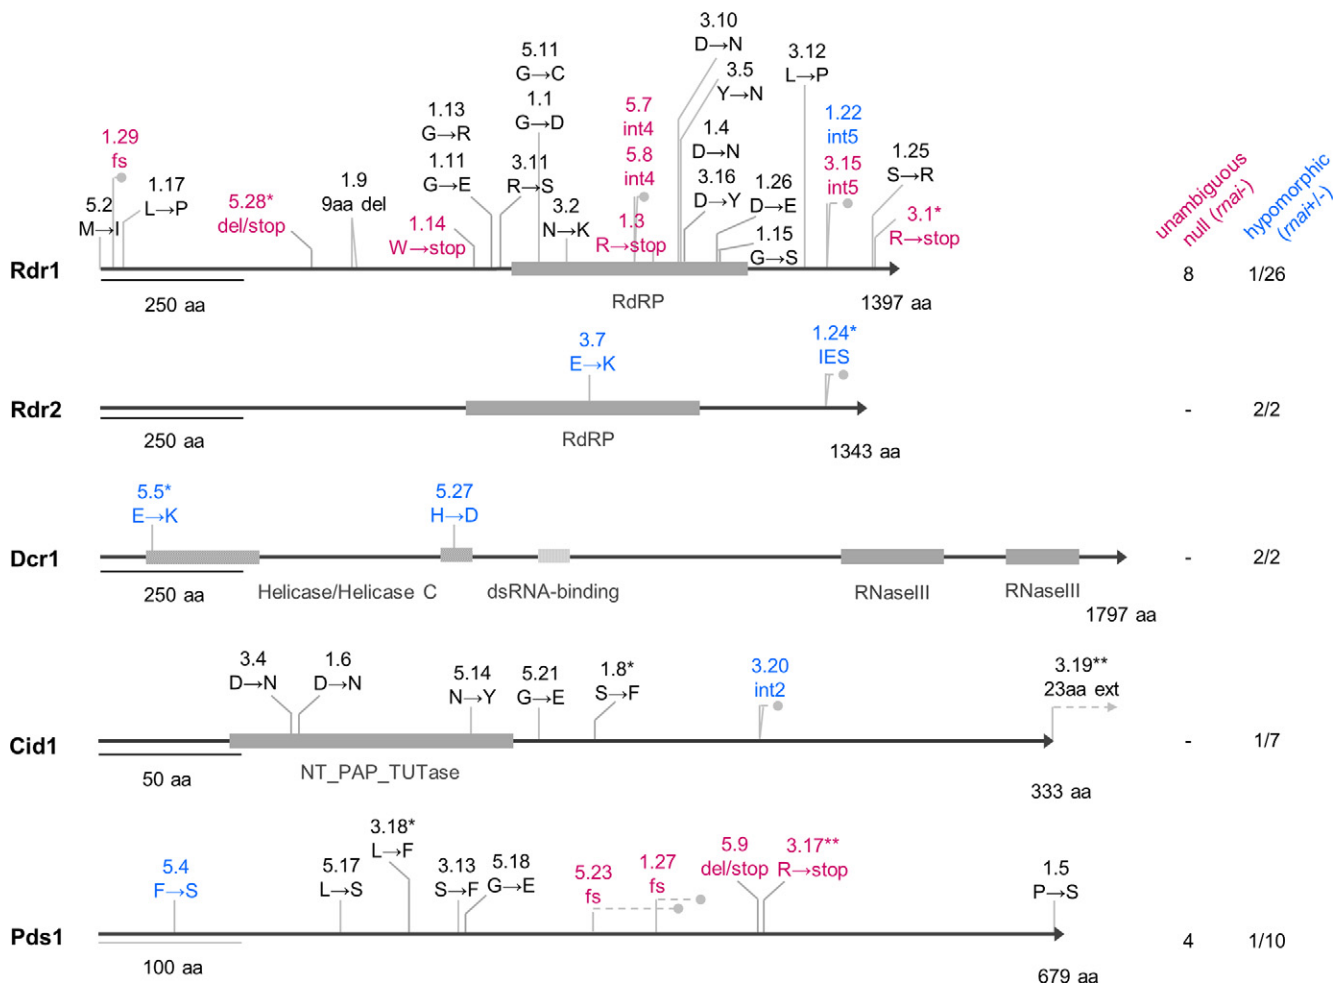 3.10
D→N
5.11
G→C
3.5
Y→N
3.12
L→P
1.29
fs
1.13
G→R
1.1
G→D
5.7
int4
1.22
int5
1.4
D→N
5.2
M→I
1.17
L→P
5.28*
del/stop
1.9
9aa del
1.11
G→E
3.11
R→S
5.8
int4
3.16
D→Y
1.26
D→E
3.15
int5
1.25
S→R
1.14
W→stop
3.2
N→K
1.3
R→stop
1.15
G→S
3.1*
R→stop
unambiguous
null (rnai-)
hypomorphic
(rnai+/-)
Rdr1
8
1/26
250 aa
RdRP
1397 aa
3.7
E→K
1.24*
IES
Rdr2
-
2/2
250 aa
RdRP
1343 aa
5.5*
E→K
5.27
H→D
Dcr1
-
2/2
250 aa
Helicase/Helicase C
dsRNA-binding
RNaseIII
RNaseIII
1797 aa
3.4
D→N
1.6
D→N
5.14
N→Y
5.21
G→E
1.8*
S→F
3.20
int2
3.19**
23aa ext
Cid1
-
1/7
50 aa
NT_PAP_TUTase
333 aa
5.4
F→S
5.17
L→S
3.18*
L→F
3.13
S→F
5.18
G→E
5.23
fs
1.27
fs
5.9
del/stop
3.17**
R→stop
1.5
P→S
Pds1
4
1/10
100 aa
679 aa